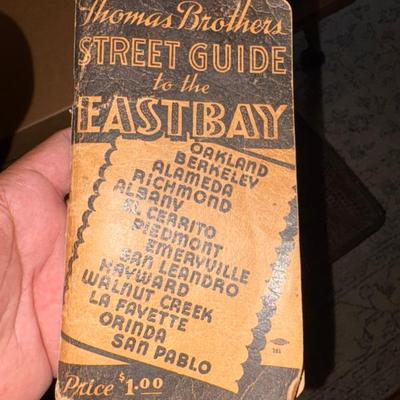 Thomas Brothers
STREET GUIDE
to the
EASTBAY
OAKLAND
BERKELEY
ALAMEDA
RICHMOND
ALBANY
EL CERRITO
PIEDMONT
EMERYVILLE
SAN LEANDRO
HAYWARD
WALNUT CREEK
LA FAYETTE
ORINDA
SAN PABLO
Price $1.00